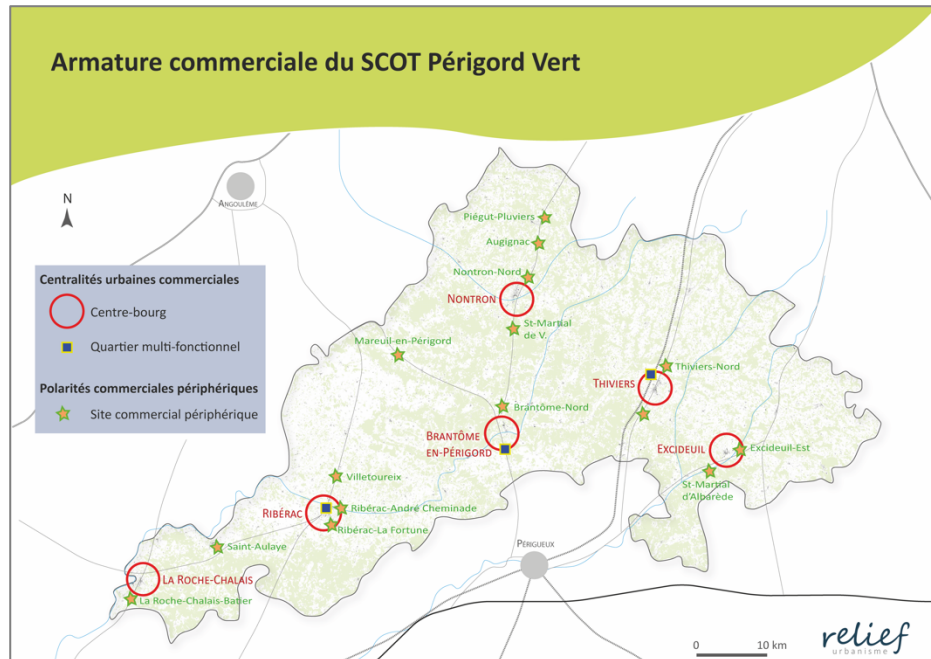 Armature commerciale du SCOT Périgord Vert
ANGOULÊME
N
Centralités urbaines commerciales
Centre-bourg
Quartier multi-fonctionnel
Polarités commerciales périphériques
Site commercial périphérique
Piégut-Pluviers
Augignac
Nontron-Nord
NONTRON
St-Martial
de V.
Mareuil-en-Périgord
Thiviers-Nord
THIVIERS
Brantôme-Nord
BRANTÔME
EN-PÉRIGORD
EXCIDEUIL
Excideuil-Est
St-Martial
d'Albarède
Villetoureix
Ribérac-André Cheminade
RIBÉRAC
Ribérac-La Fortune
Saint-Aulaye
PÉRIGUEUX
LA ROCHE-CHALAIS
La Roche-Chalais-Batier
0 10 km
relief
urbanisme